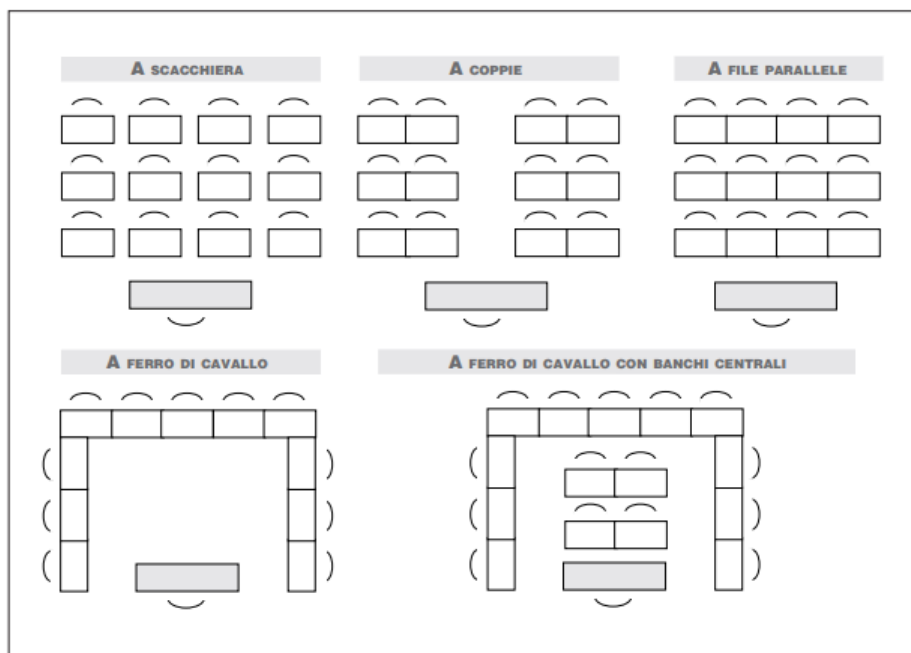 A SCACCHIERA
A COPPIE
A FILE PARALLELE
A FERRO DI CAVALLO
A FERRO DI CAVALLO CON BANCHI CENTRALI